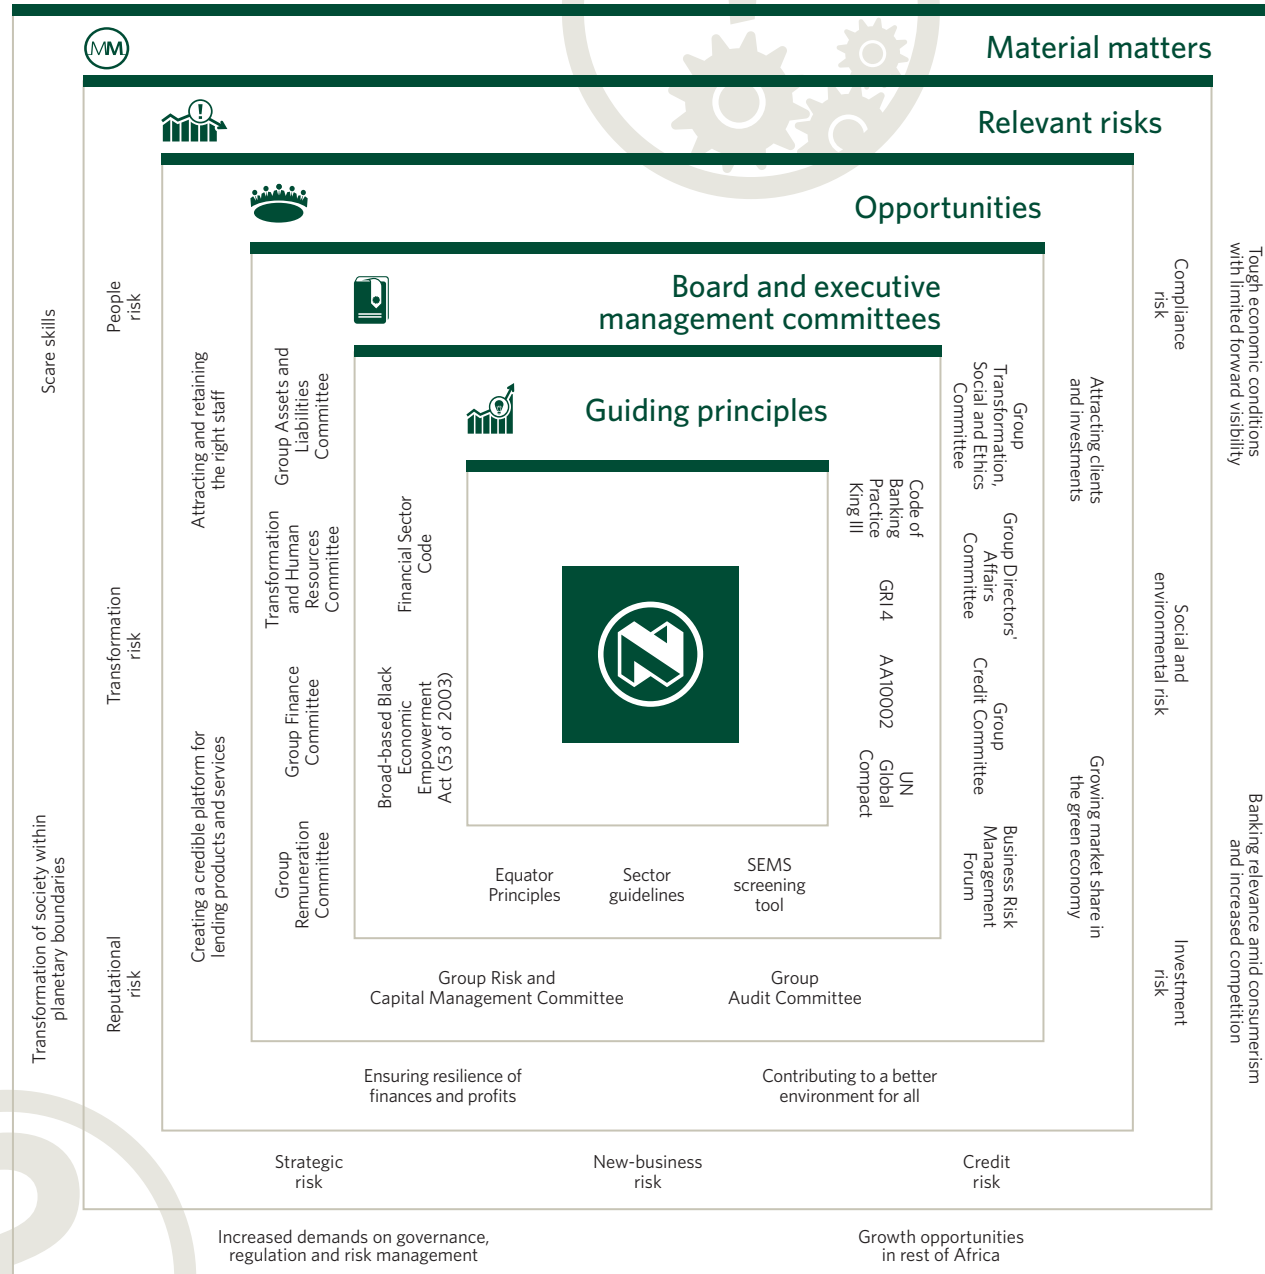 MM
Material matters
Relevant risks
Opportunities
Board and executive
management committees
Guiding principles
Scare skills
Transformation of society within
planetary boundaries
Increased demands on governance,
regulation and risk management
Growth opportunities
in rest of Africa
Tough economic conditions
with limited forward visibility
Banking relevance amid consumerism
and increased competition
People
risk
Transformation
risk
Reputational
risk
Strategic
risk
New-business
risk
Credit
risk
Compliance
risk
Social and
environmental risk
Investment
risk
Attracting and retaining
the right staff
Creating a credible platform for
lending products and services
Ensuring resilience of
finances and profits
Contributing to a better
environment for all
Attracting clients
and investments
Growing market share in
the green economy
Group Assets and
Liabilities
Committee
Transformation
and Human
Resources
Committee
Group Finance
Committee
Group
Remuneration
Committee
Group Risk and
Capital Management Committee
Group
Audit Committee
Group
Transformation,
Social and Ethics
Committee
Group Directors'
Affairs
Committee
Group
Credit Committee
Business Risk
Management
Forum
Financial Sector
Code
Broad-based Black
Economic
Empowerment
Act (53 of 2003)
Equator
Principles
Sector
guidelines
SEMS
screening
tool
Code of
Banking
Practice
King III
GRI 4
AA10002
UN
Global
Compact